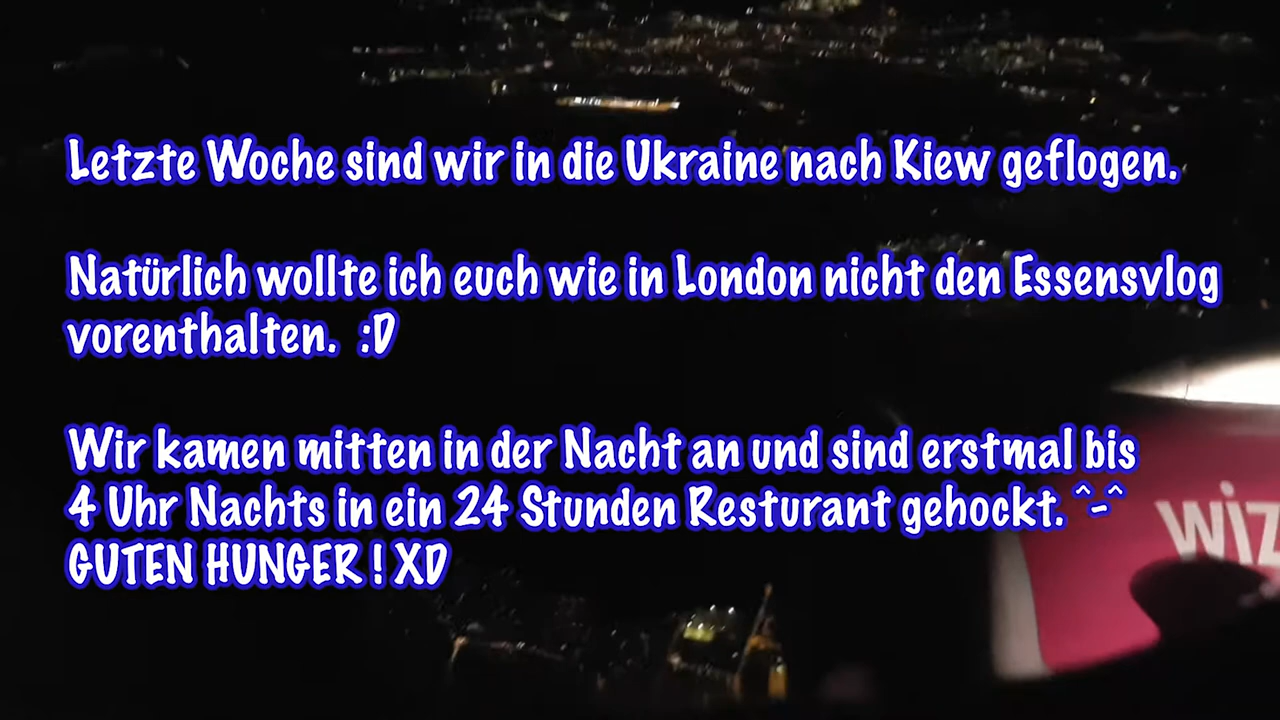 Letzte Woche sind wir in die Ukraine nach Kiew geflogen.
Natürlich wollte ich euch wie in London nicht den Essensvlog
vorenthalten. :D
Wir kamen mitten in der Nacht an und sind erstmal bis
4 Uhr Nachts in ein 24 Stunden Resturant gehockt. ^-^
GUTEN HUNGER ! XD
WIZ